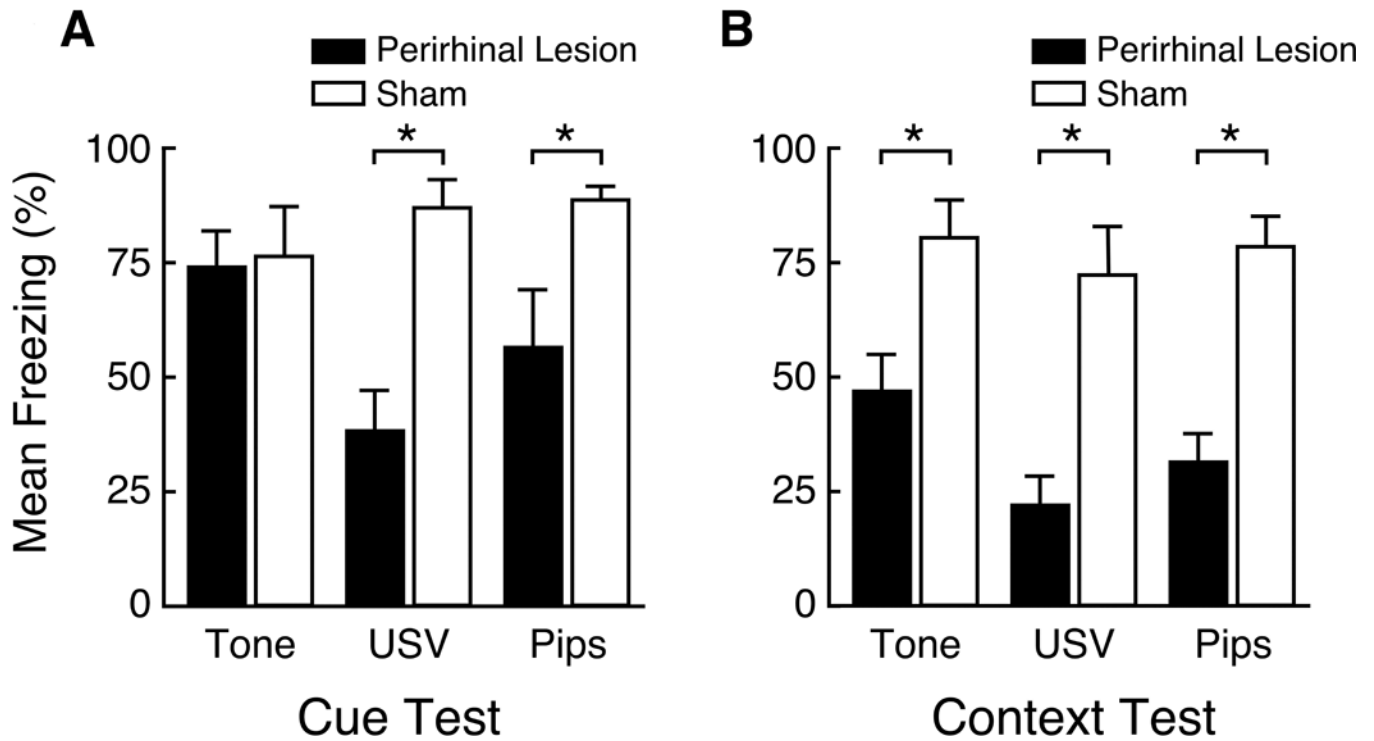 A
Perirhinal Lesion
Sham
* *
100
75
50
25
0
Mean Freezing (%)
Tone USV Pips
Cue Test
B
Perirhinal Lesion
Sham
* * *
100
75
50
25
0
Tone USV Pips
Context Test